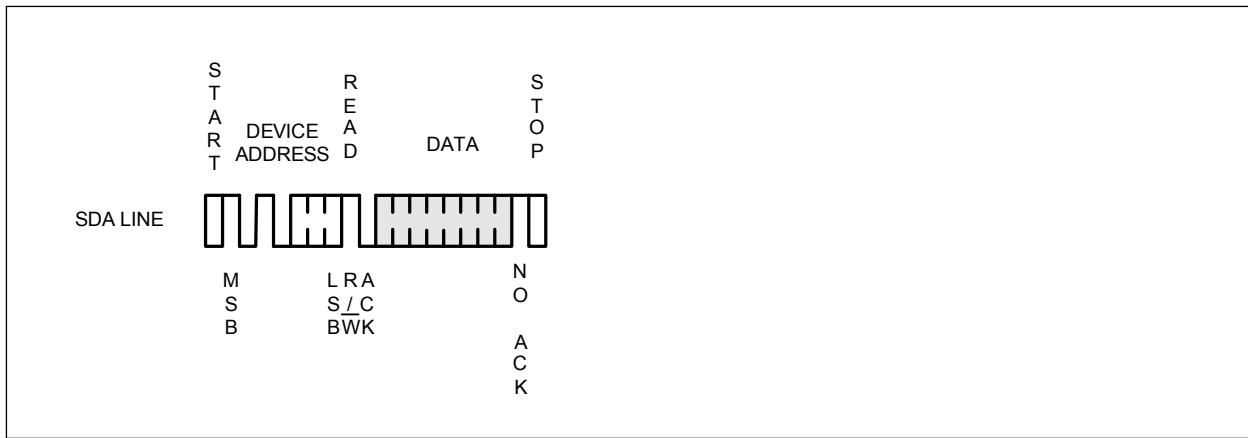 START
DEVICE
ADDRESS
READ
DATA
STOP
SDA LINE
MSB
LSB
R/W
ACK
NO ACK